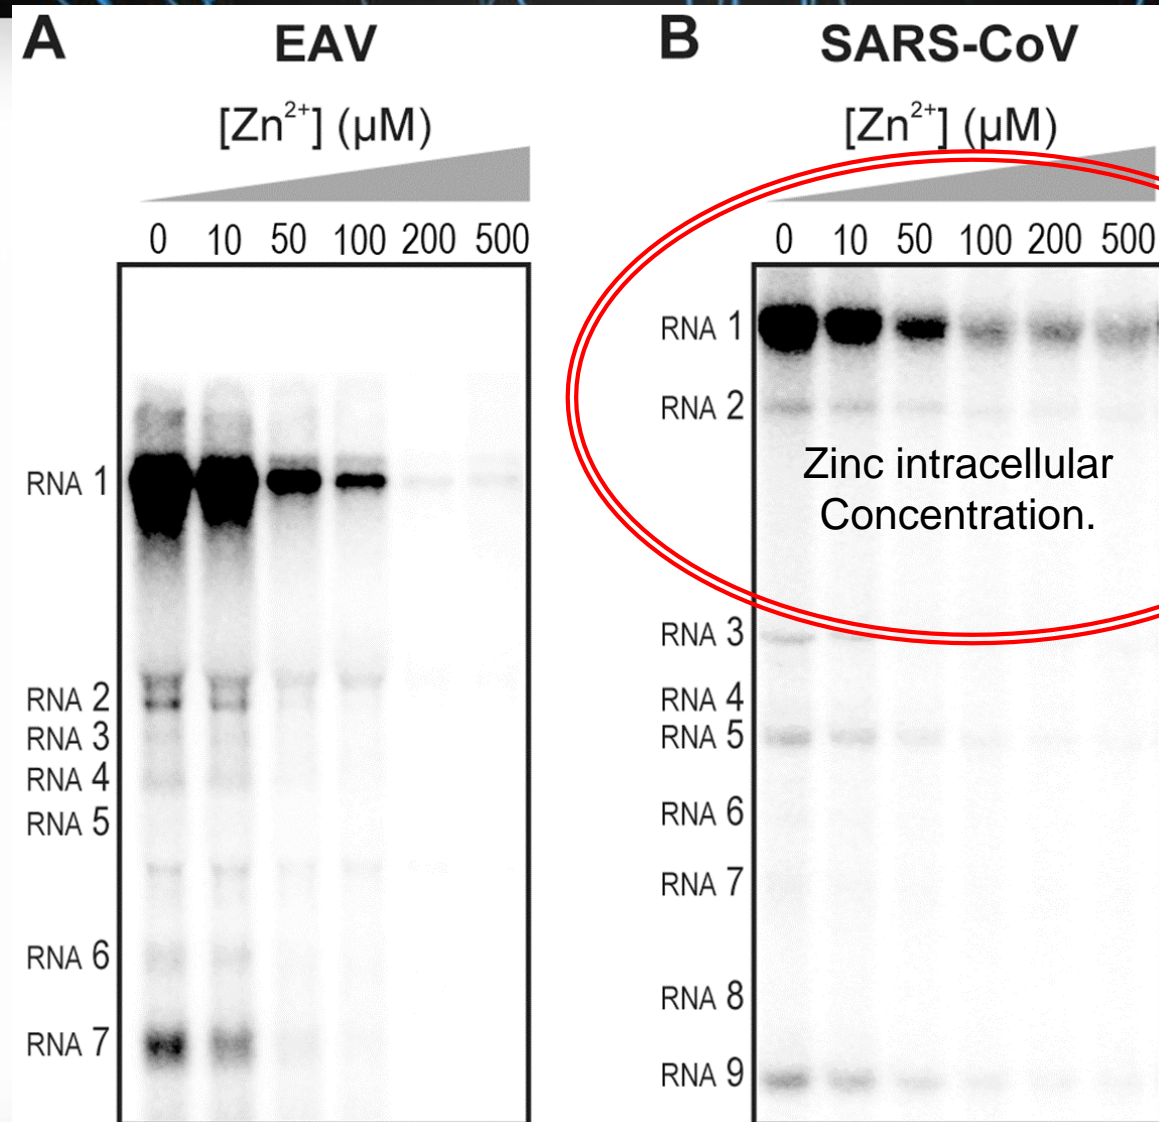 A
EAV
[Zn²⁺] (µM)
0 10 50 100 200 500
RNA 1
RNA 2
RNA 3
RNA 4
RNA 5
RNA 6
RNA 7
B
SARS-CoV
[Zn²⁺] (µM)
0 10 50 100 200 500
RNA 1
RNA 2
Zinc intracellular
Concentration.
RNA 3
RNA 4
RNA 5
RNA 6
RNA 7
RNA 8
RNA 9